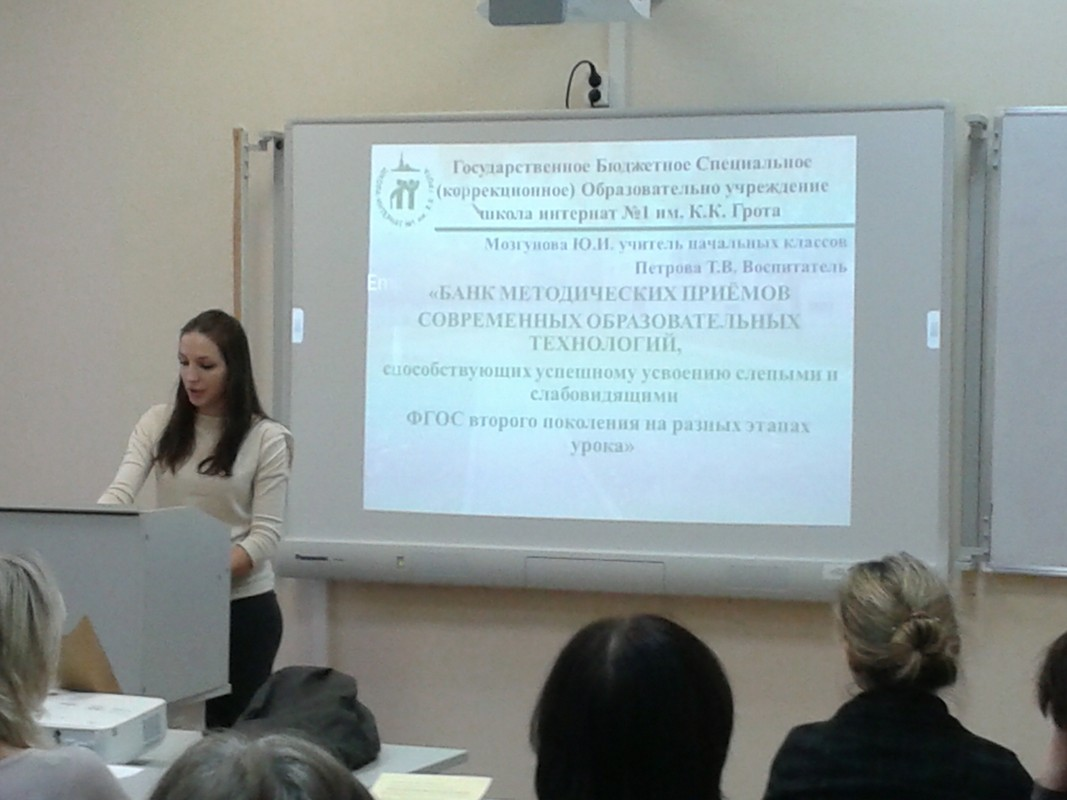 Государственное Бюджетное Специальное
(коррекционное) Образовательно учреждение
школа интернат №1 им. К.К. Грота
Мозгунова Ю.И. учитель начальных классов
Петрова Т.В. Воспитатель
«БАНК МЕТОДИЧЕСКИХ ПРИЁМОВ
СОВРЕМЕННЫХ ОБРАЗОВАТЕЛЬНЫХ
ТЕХНОЛОГИЙ,
способствующих успешному усвоению слепыми и
слабовидящими
ФГОС второго поколения на разных этапах
урока»
Panasonic